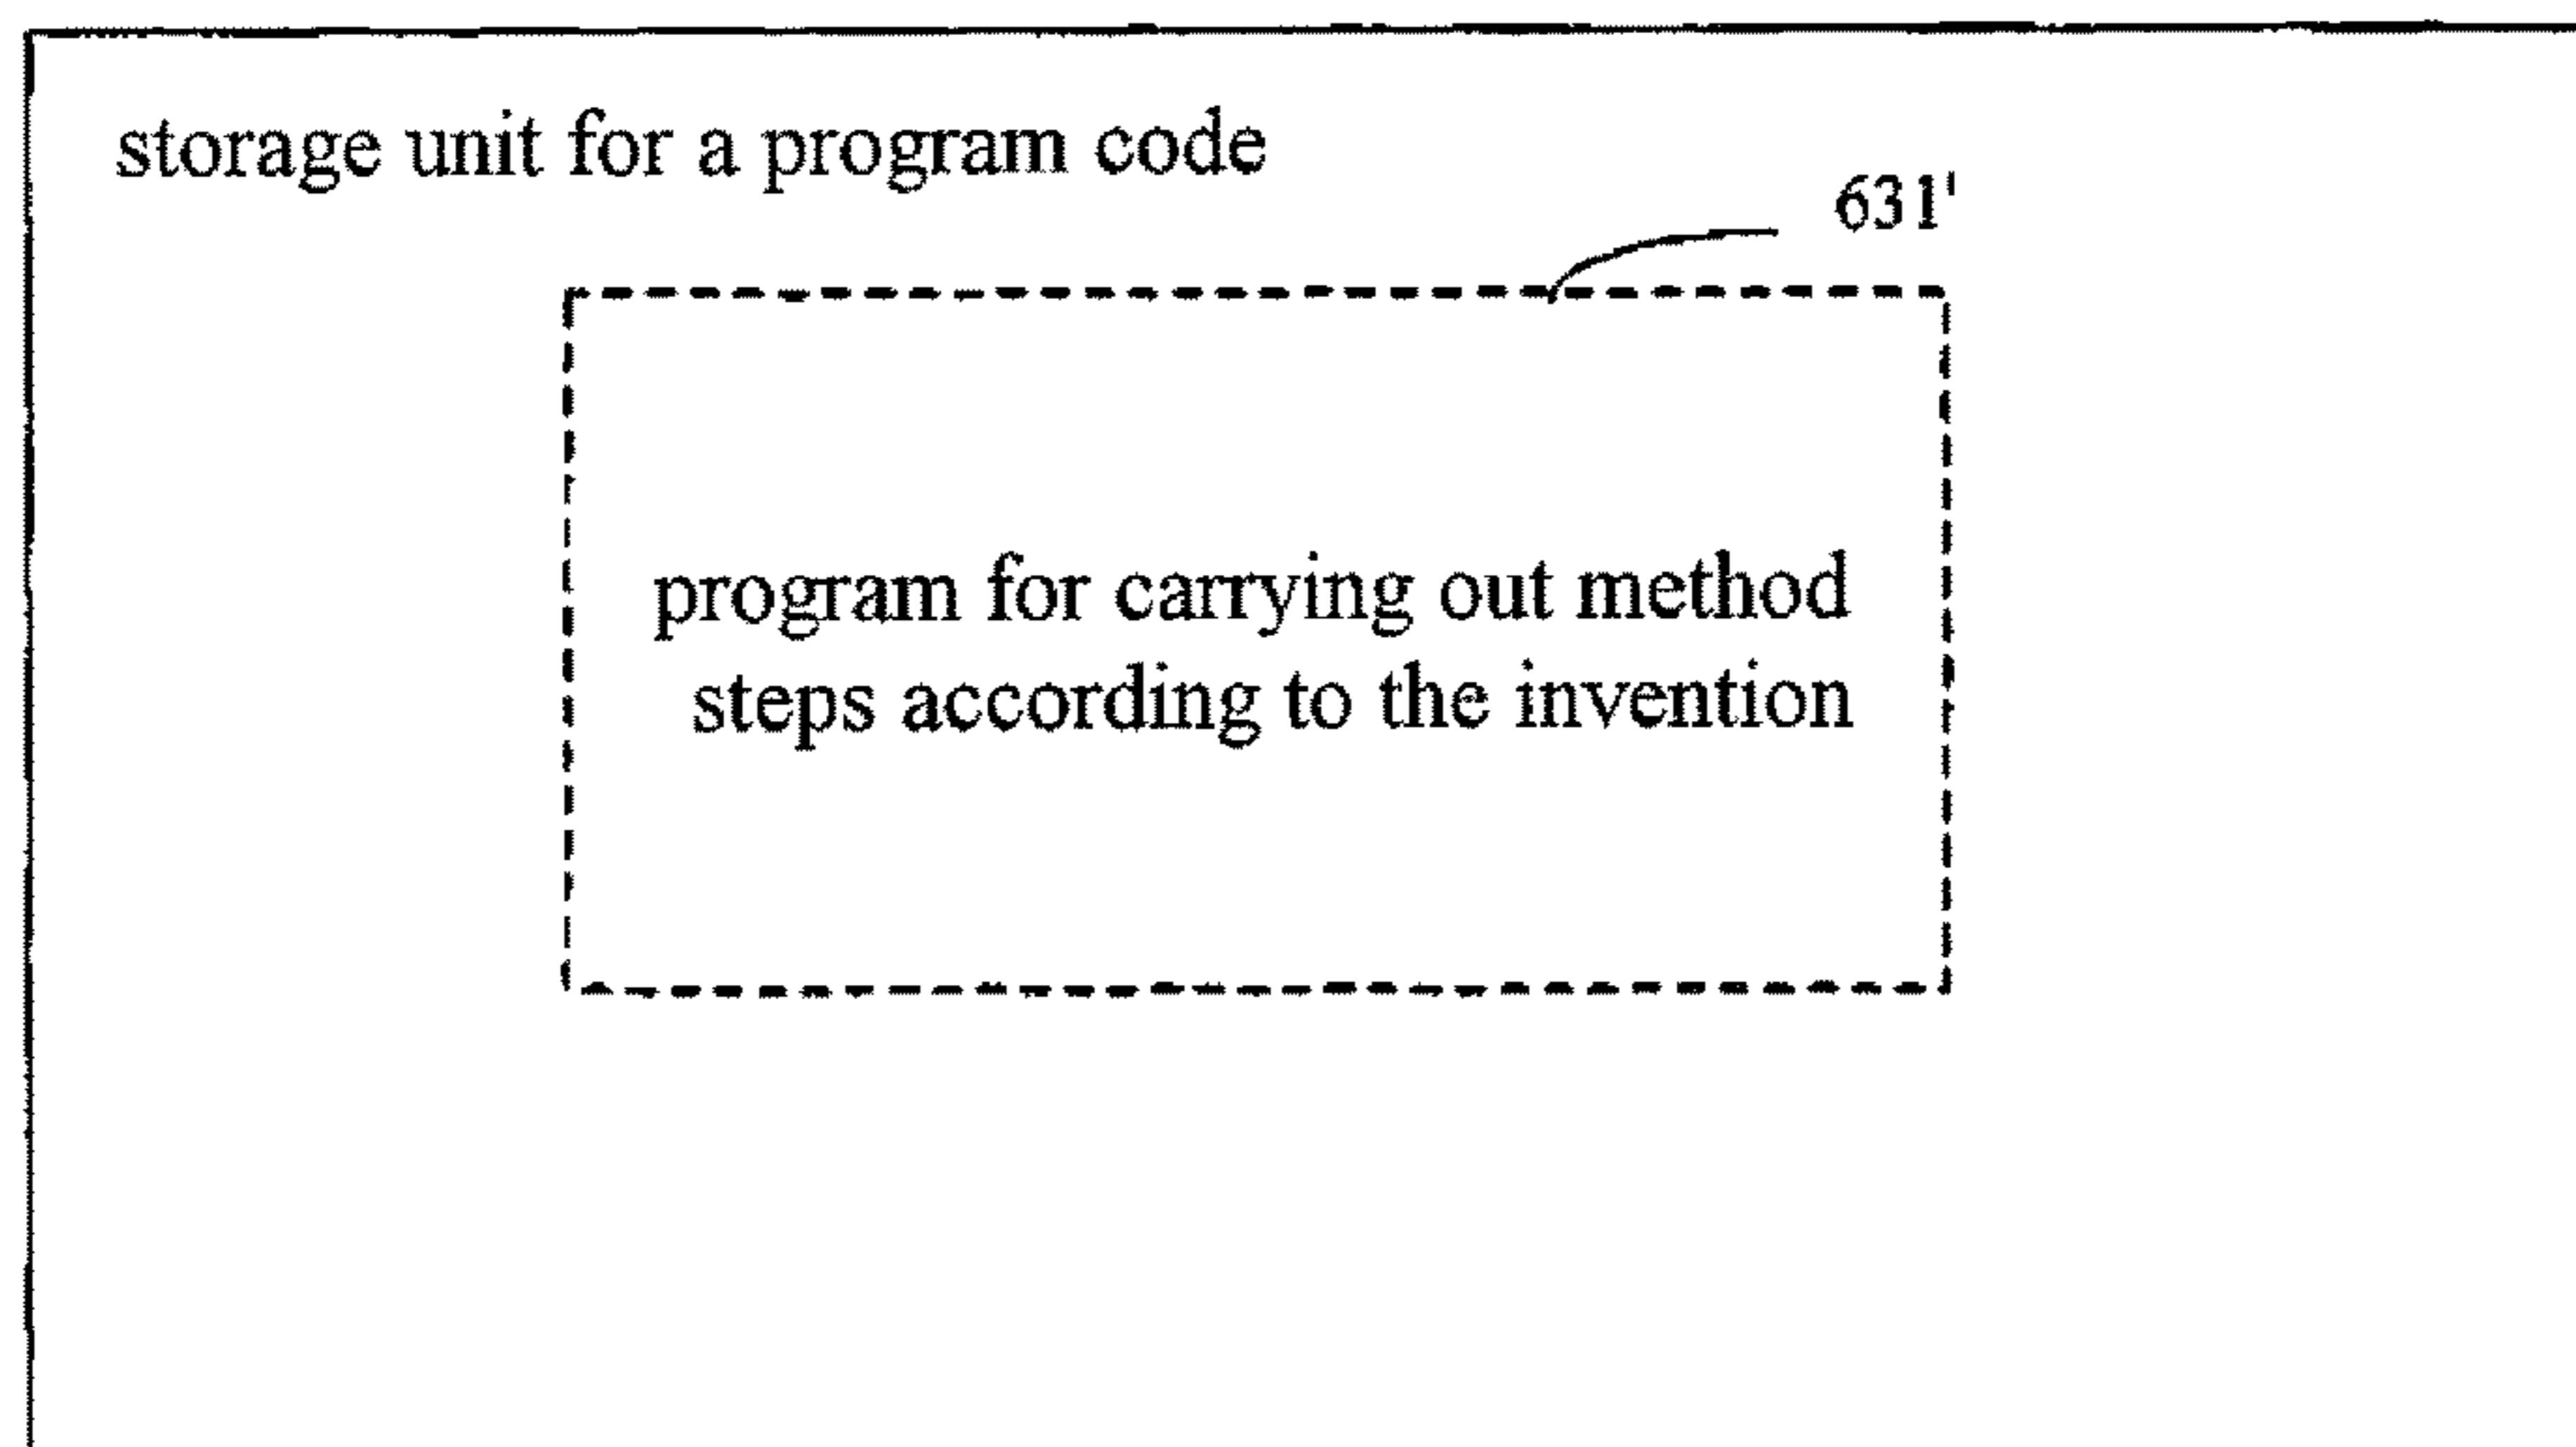 storage unit for a program code
631'
program for carrying out method
steps according to the invention